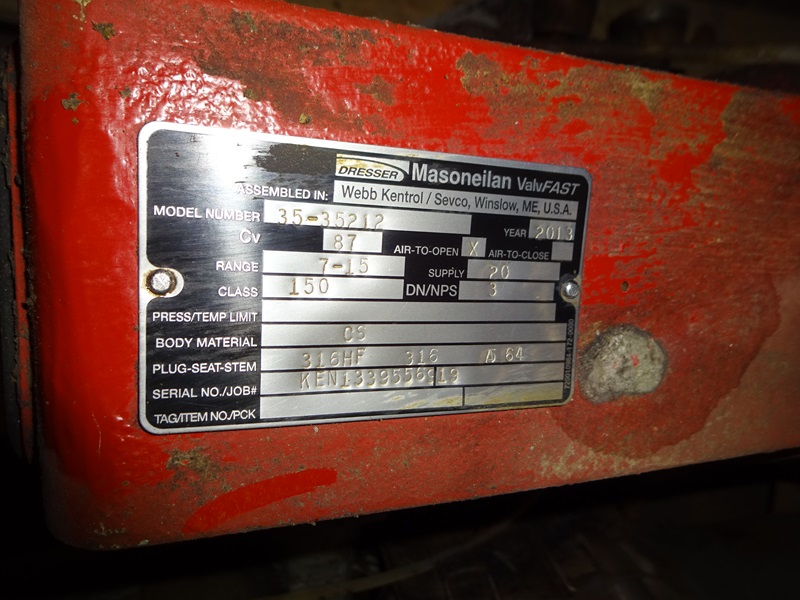 DRESSER Masoneilan ValvFAST
ASSEMBLED IN: Webb Kentrol / Sevco, Winslow, ME, U.S.A.
MODEL NUMBER 35-35212 YEAR 2013
Cv 87 AIR-TO-OPEN X AIR-TO-CLOSE
RANGE 7-15 SUPPLY 20
CLASS 150 DN/NPS 3
PRESS/TEMP LIMIT
BODY MATERIAL CS
PLUG-SEAT-STEM 316HF 316 64
SERIAL NO./JOB# KEN1339556919
TAG/ITEM NO./PCK